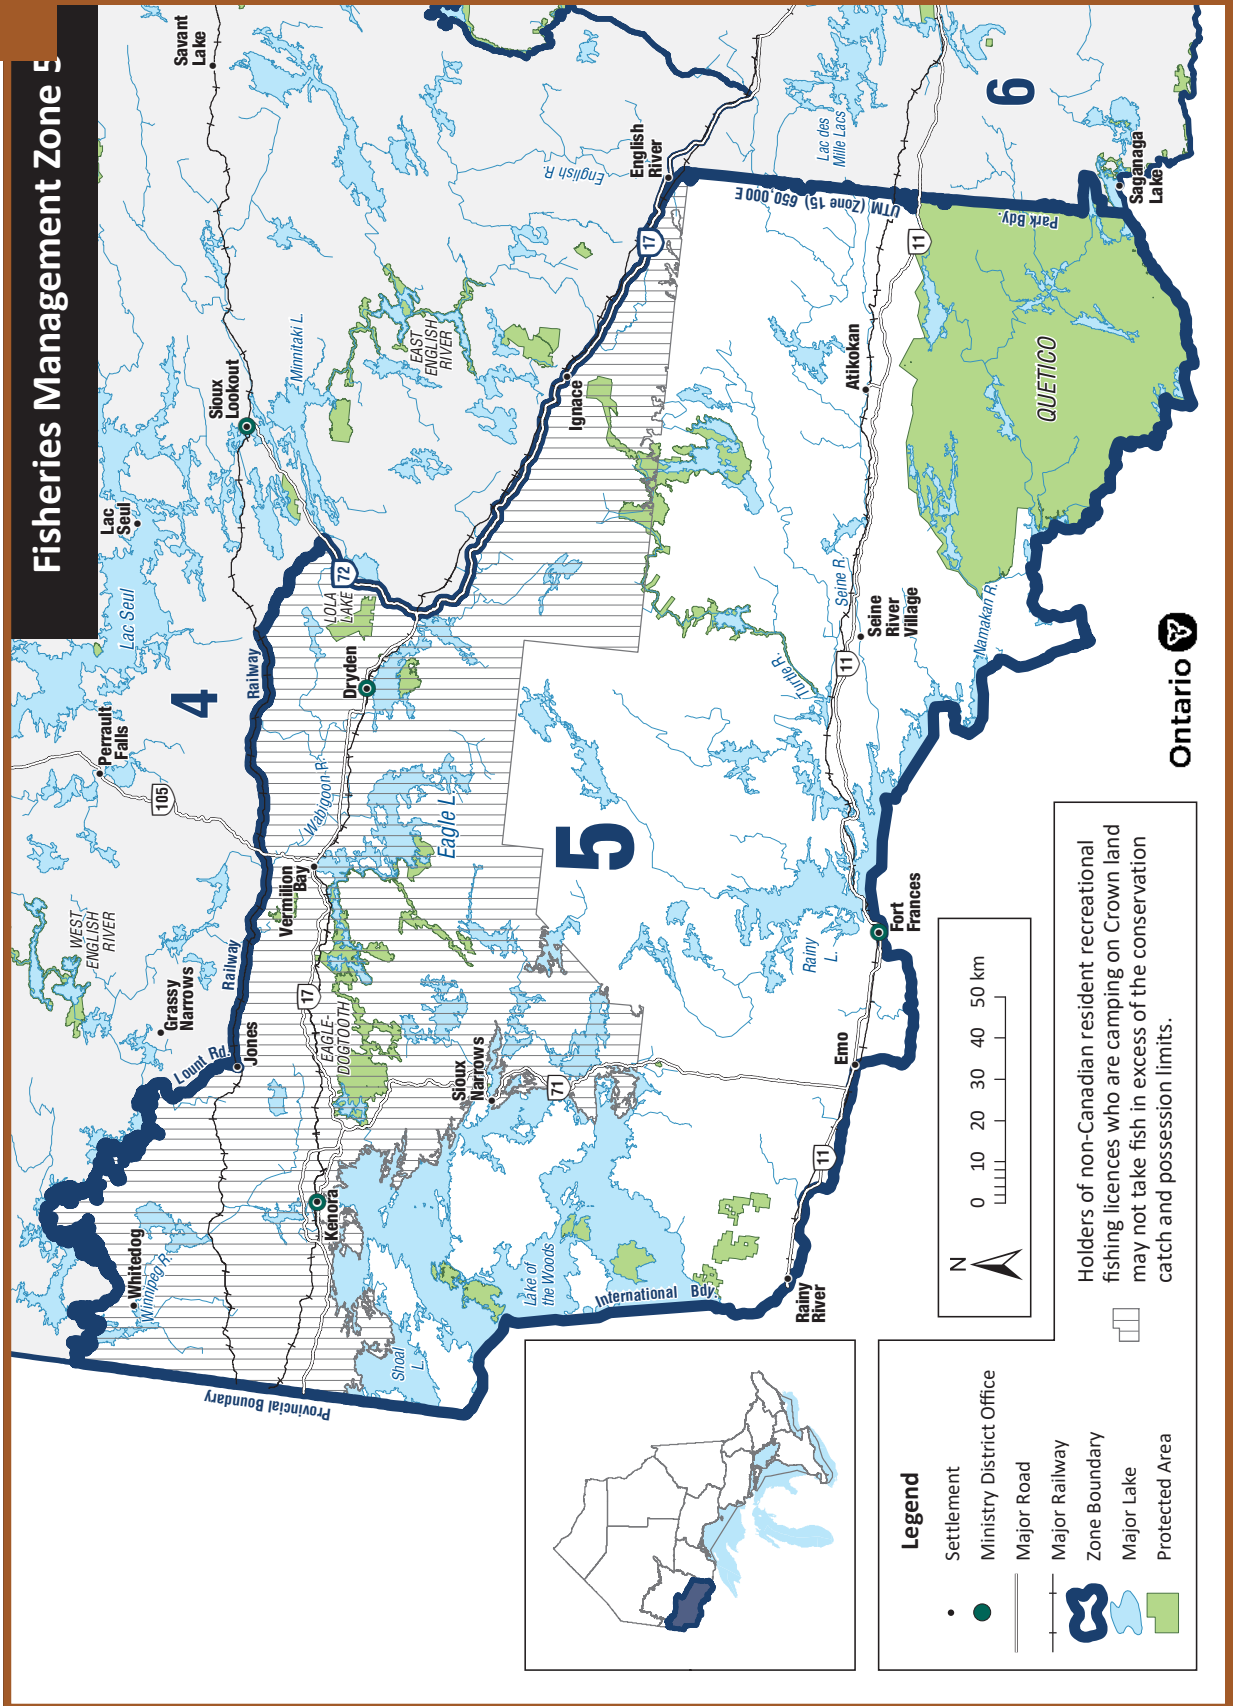 Fisheries Management Zone 5
Savant
Lake
Sioux
Lookout
Minnitaki L.
Lac
Seul
Lac Seul
Perrault
Falls
4
105
WEST
ENGLISH
RIVER
Grassy
Narrows
Lount Rd.
Jones
Railway
Railway
72
LOLA
LAKE
Dryden
Wabigoon R.
Vermilion
Bay
Eagle L.
17
EAGLE-
DOGTOOTH
Sioux
Narrows
71
Kenora
Whitedog
Winnipeg R.
Provincial Boundary
Shoal
L.
Lake of
the Woods
International Bdy.
Rainy
River
11
Emo
Fort
Frances
Rainy
L.
5
EAST
ENGLISH
RIVER
Ignace
17
English
River
English R.
UTM (Zone 15) 650,000 E
Lac des
Mille Lacs
6
11
Atikokan
Park Bdy.
Saganaga
Lake
QUETICO
Seine R.
Seine
River
Village
11
Turtle R.
Namakan R.
Ontario
N
0 10 20 30 40 50 km
Legend
Settlement
Ministry District Office
Major Road
Major Railway
Zone Boundary
Major Lake
Protected Area
Holders of non-Canadian resident recreational
fishing licences who are camping on Crown land
may not take fish in excess of the conservation
catch and possession limits.